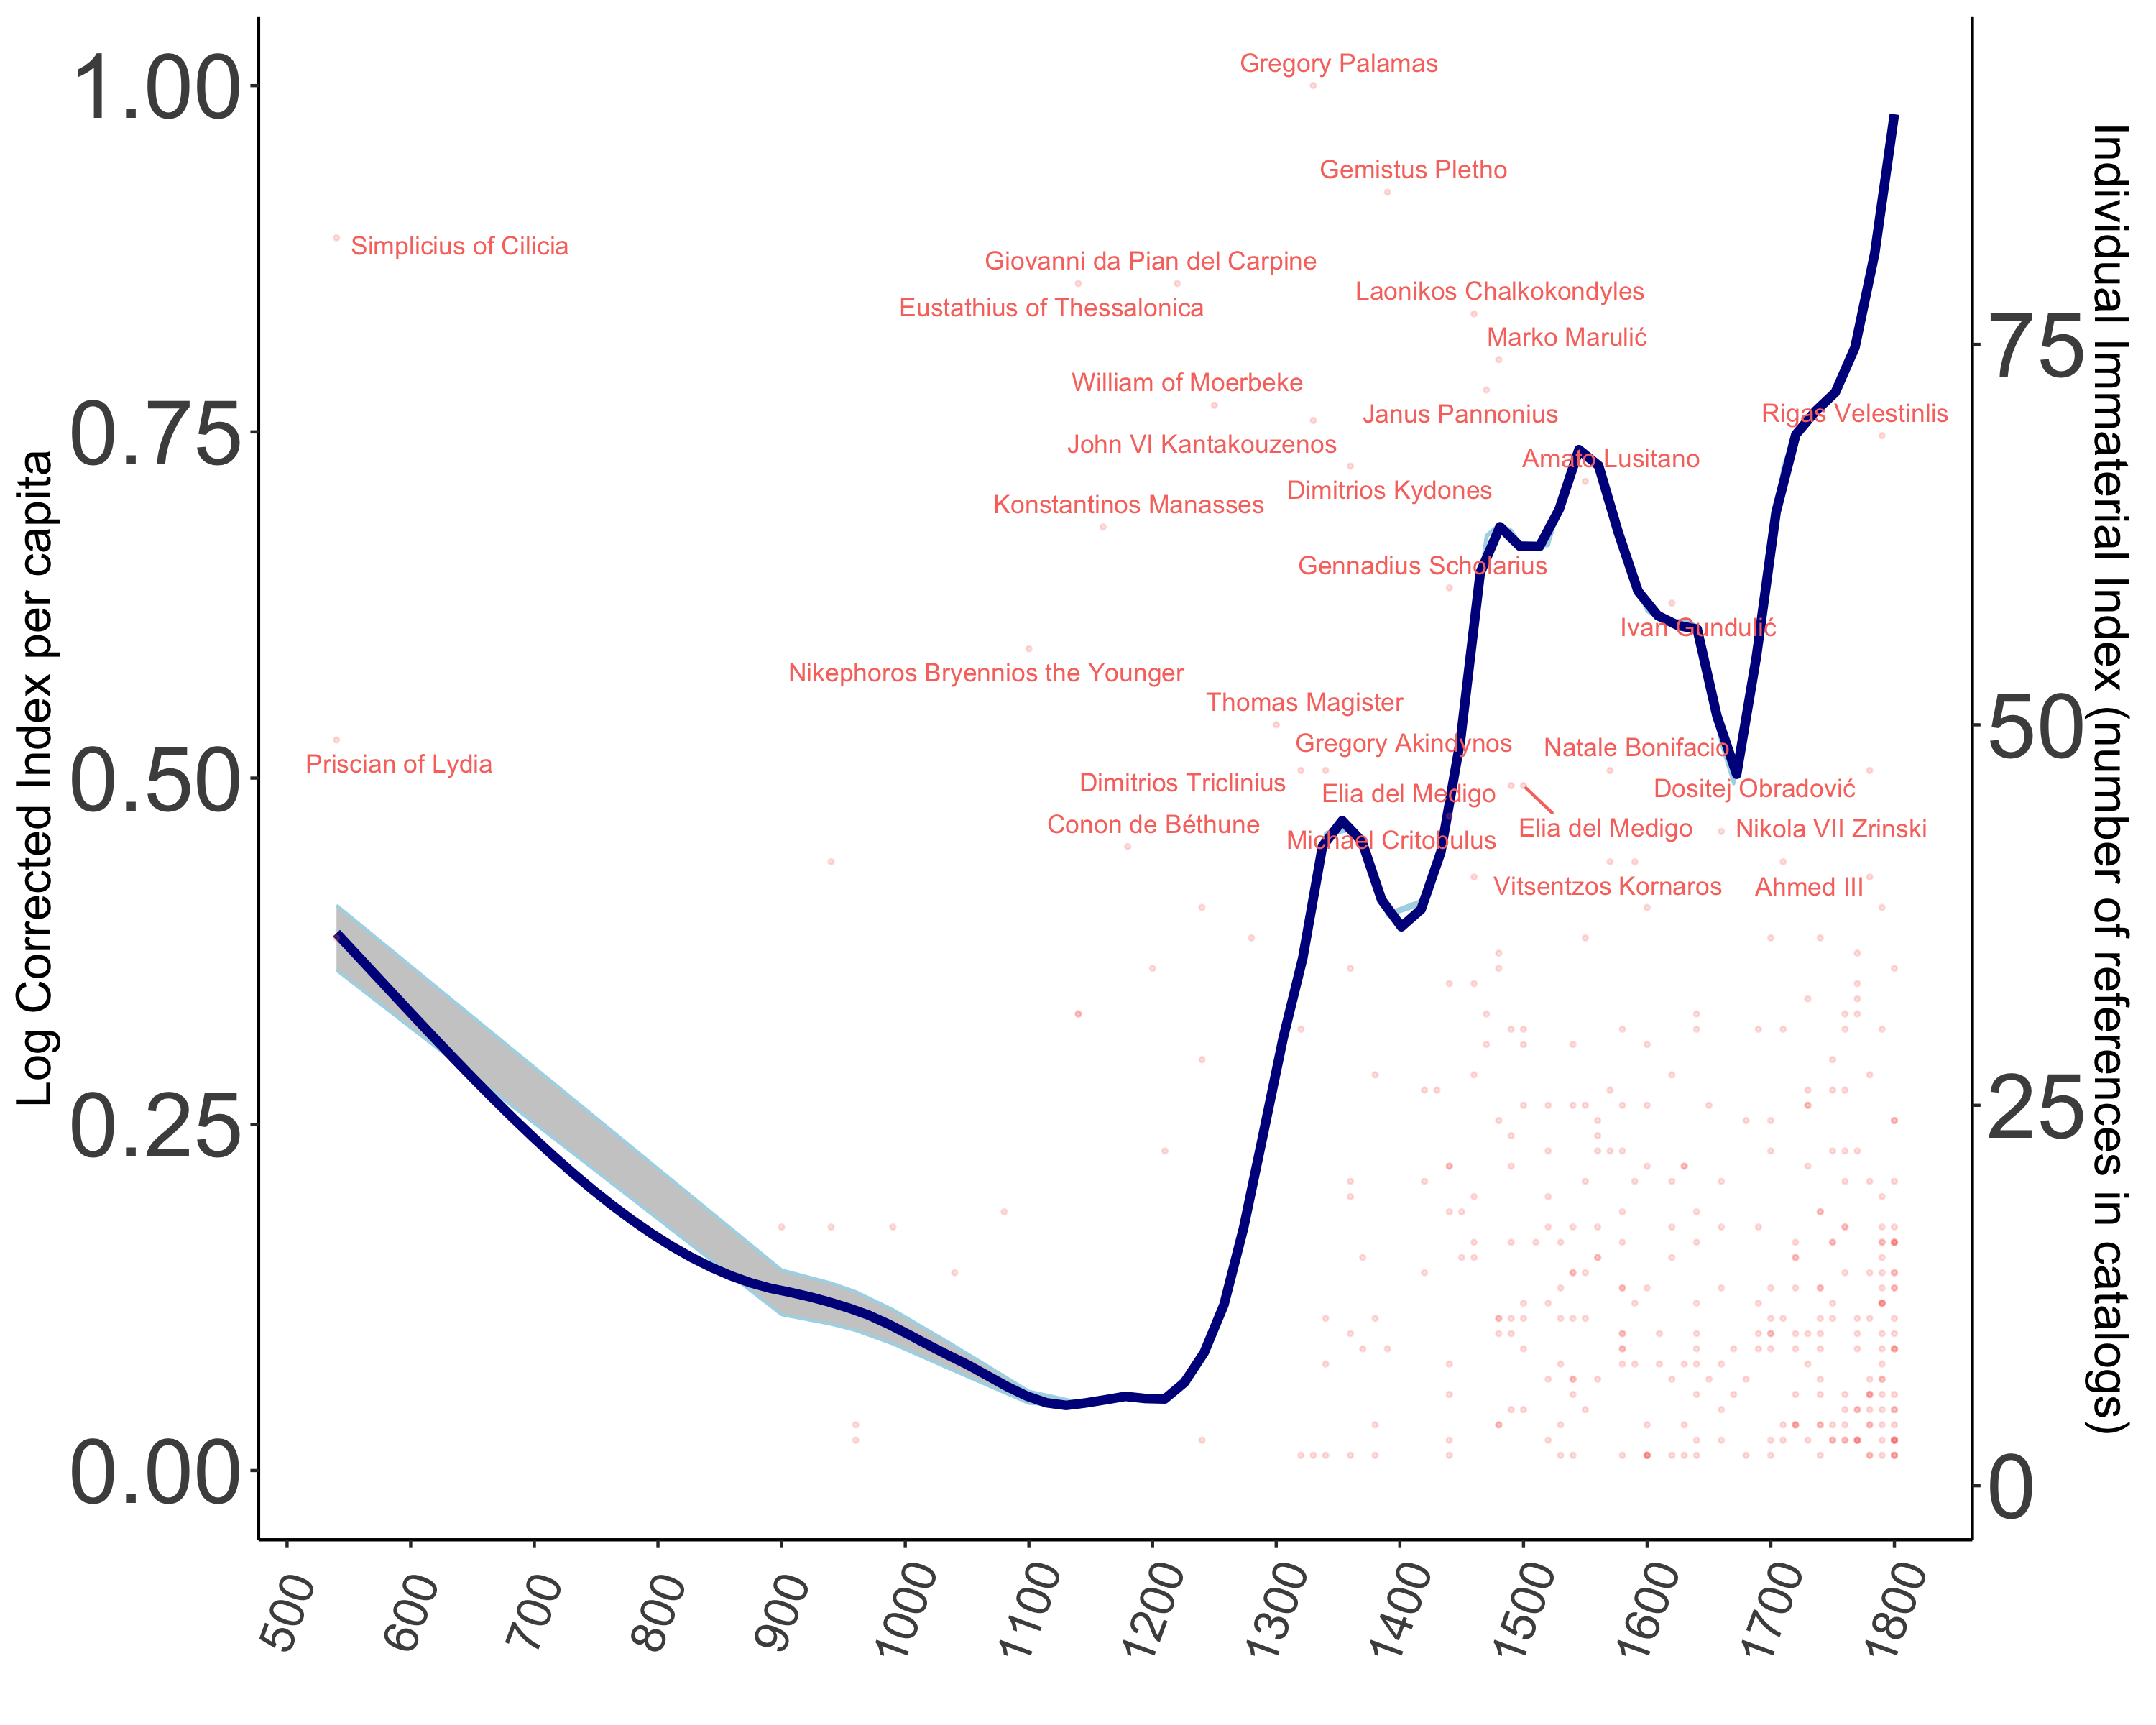 Gregory Palamas
1.00
Gemistus Pletho
Simplicius of Cilicia
Giovanni da Pian del Carpine
Laonikos Chalkokondyles
Eustathius of Thessalonica
Marko Marulić
75
William of Moerbeke
Janus Pannonius
Rigas Velestinlis
0.75
John VI Kantakouzenos
Amato Lusitano
Dimitrios Kydones
Konstantinos Manasses
Gennadius Scholarius
Ivan Gundulić
Nikephoros Bryennios the Younger
Thomas Magister
50
Gregory Akindynos
Natale Bonifacio
Priscian of Lydia
0.50
Dimitrios Triclinius
Elia del Medigo
Dositej Obradović
Conon de Béthune
Elia del Medigo
Nikola VII Zrinski
Michael Critobulus
Vitsentzos Kornaros
Ahmed III
0.25
25
0.00
0
500
600
700
800
900
1000
1100
1200
1300
1400
1500
1600
1700
1800
Log Corrected Index per capita
Individual Immaterial Index (number of references in catalogs)